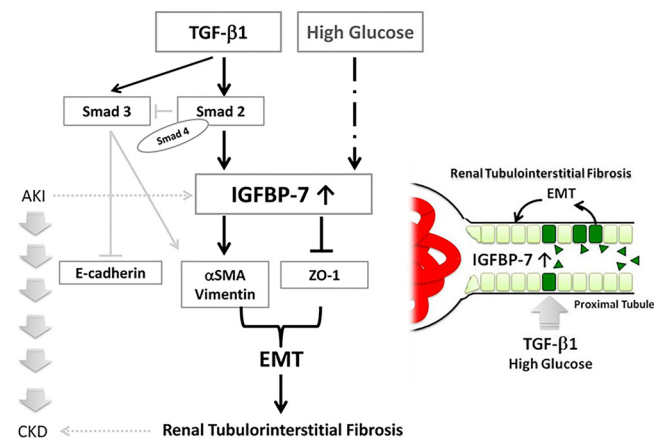 TGF-β1
High Glucose
Smad 3
Smad 2
Smad 4
AKI
IGFBP-7 ↑
E-cadherin
αSMA
Vimentin
ZO-1
EMT
CKD
Renal Tubulorinterstitial Fibrosis
Renal Tubulointerstitial Fibrosis
EMT
IGFBP-7 ↑
Proximal Tubule
TGF-β1
High Glucose